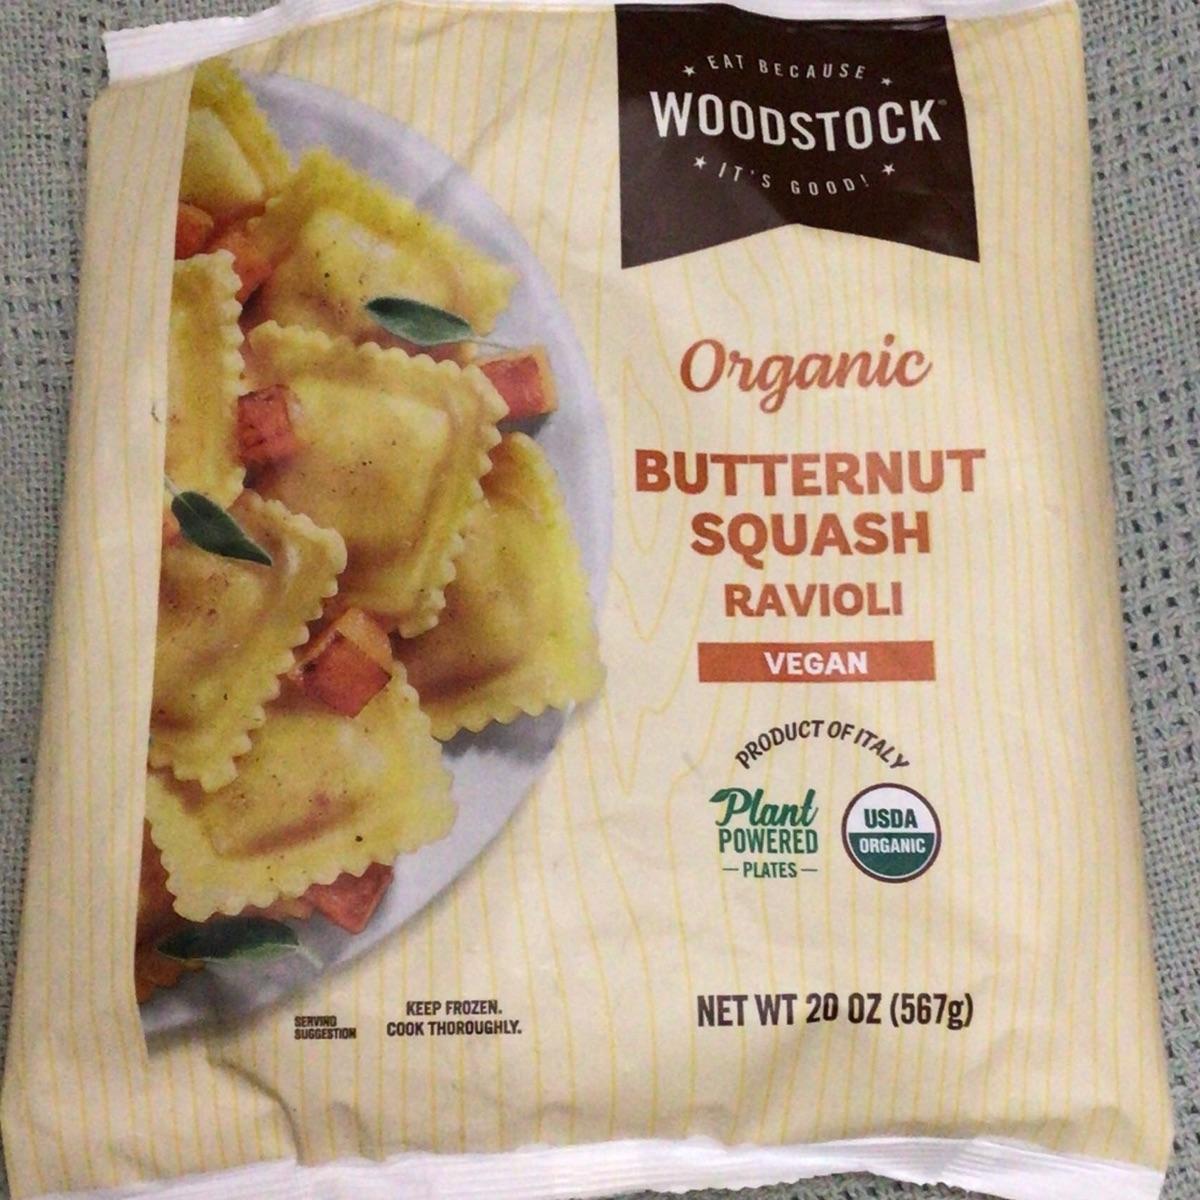 EAT BECAUSE
WOODSTOCK
IT'S GOOD!
Organic
BUTTERNUT
SQUASH
RAVIOLI
VEGAN
PRODUCT OF ITALY
Plant
POWERED
— PLATES —
USDA
ORGANIC
SERVING
SUGGESTION
KEEP FROZEN.
COOK THOROUGHLY.
NET WT 20 OZ (567g)